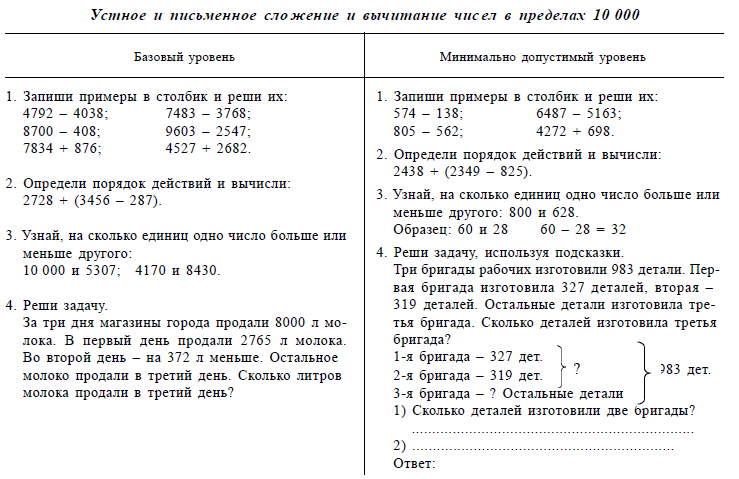 Устное и письменное сложение и вычитание чисел в пределах 10 000
Базовый уровень
1. Запиши примеры в столбик и реши их:
4792 – 4038; 7483 – 3768;
8700 – 408; 9603 – 2547;
7834 + 876; 4527 + 2682.
2. Определи порядок действий и вычисли:
2728 + (3456 – 287).
3. Узнай, на сколько единиц одно число больше или
меньше другого:
10 000 и 5307; 4170 и 8430.
4. Реши задачу.
За три дня магазины города продали 8000 л мо-
лока. В первый день продали 2765 л молока.
Во второй день – на 372 л меньше. Остальное
молоко продали в третий день. Сколько литров
молока продали в третий день?
Минимально допустимый уровень
1. Запиши примеры в столбик и реши их:
574 – 138; 6487 – 5163;
805 – 562; 4272 + 698.
2. Определи порядок действий и вычисли:
2438 + (2349 – 825).
3. Узнай, на сколько единиц одно число больше или
меньше другого: 800 и 628.
Образец: 60 и 28 60 – 28 = 32
4. Реши задачу, используя подсказки.
Три бригады рабочих изготовили 983 детали. Пер-
вая бригада изготовила 327 деталей, вторая –
319 деталей. Остальные детали изготовила тре-
тья бригада. Сколько деталей изготовила третья
бригада?
1-я бригада – 327 дет.
2-я бригада – 319 дет.
? 983 дет.
3-я бригада – ? Остальные детали
1) Сколько деталей изготовили две бригады?
......................................................................
2) .................................................................
Ответ: